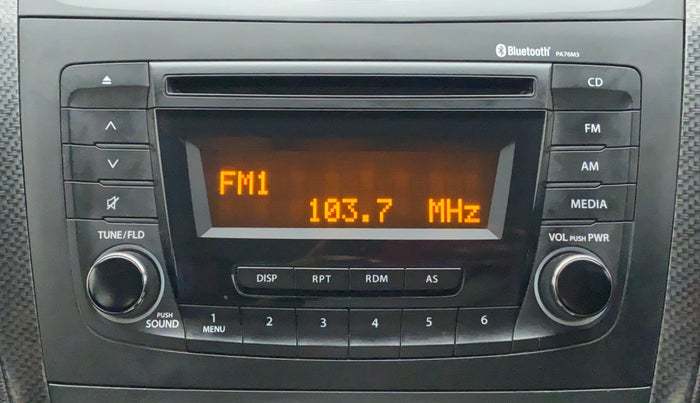 Bluetooth® PA76M3
CD
FM
AM
MEDIA
FM1
103.7 MHz
TUNE/FLD
VOL PUSH PWR
DISP RPT RDM AS
PUSH
SOUND
1 2 3 4 5 6
MENU